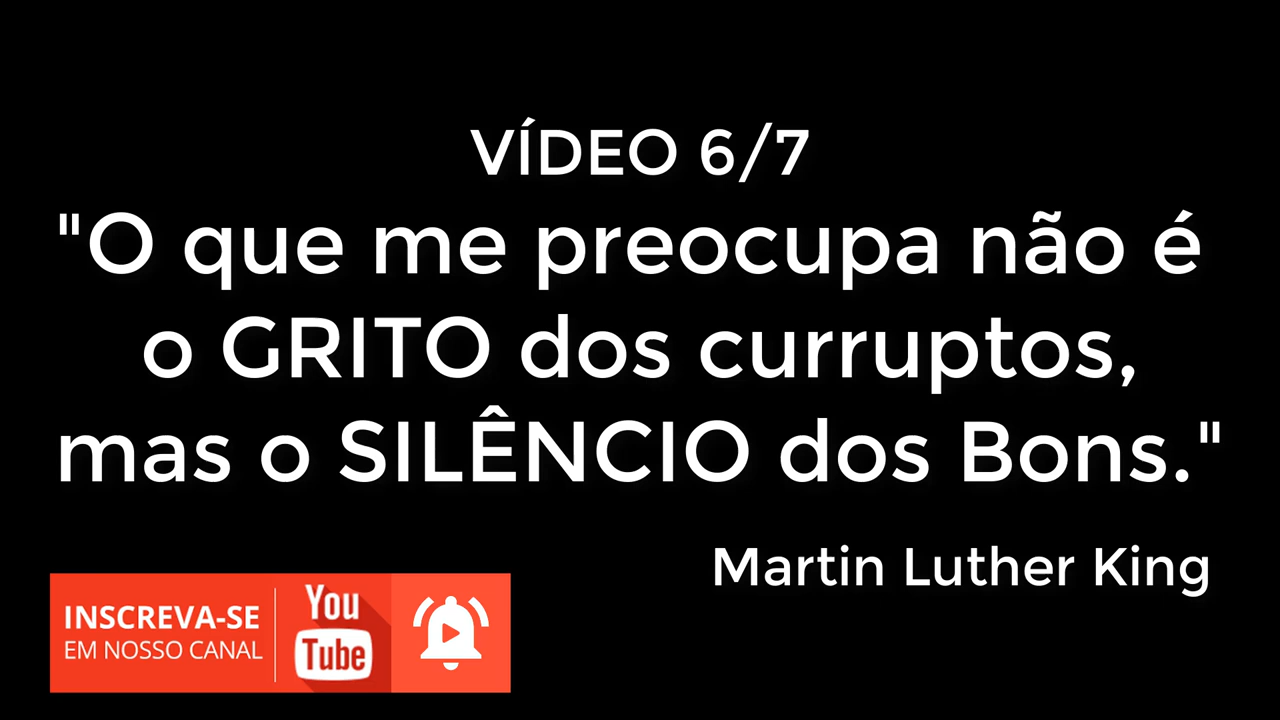 VÍDEO 6/7
"O que me preocupa não é
o GRITO dos curruptos,
mas o SILÊNCIO dos Bons."
Martin Luther King
INSCREVA-SE
EM NOSSO CANAL
You
Tube